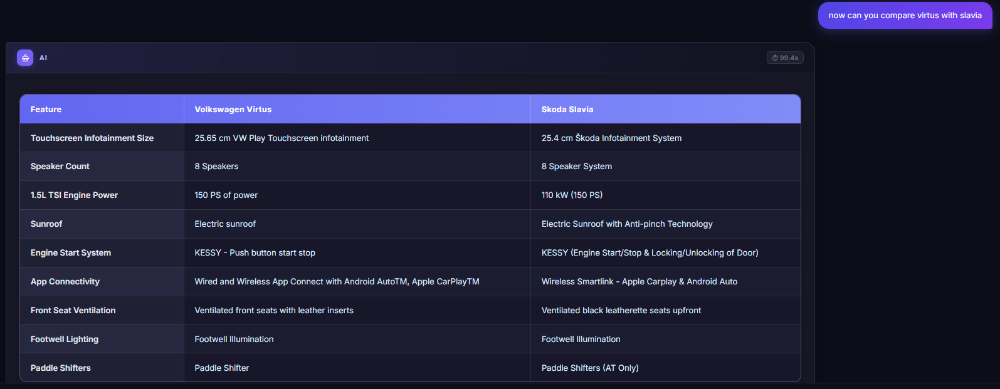 now can you compare virtus with slavia
AI
99.4s
Feature Volkswagen Virtus Skoda Slavia
Touchscreen Infotainment Size 25.65 cm VW Play Touchscreen infotainment 25.4 cm Škoda Infotainment System
Speaker Count 8 Speakers 8 Speaker System
1.5L TSI Engine Power 150 PS of power 110 kW (150 PS)
Sunroof Electric sunroof Electric Sunroof with Anti-pinch Technology
Engine Start System KESSY - Push button start stop KESSY (Engine Start/Stop & Locking/Unlocking of Door)
App Connectivity Wired and Wireless App Connect with Android AutoTM, Apple CarPlayTM Wireless Smartlink - Apple Carplay & Android Auto
Front Seat Ventilation Ventilated front seats with leather inserts Ventilated black leatherette seats upfront
Footwell Lighting Footwell Illumination Footwell Illumination
Paddle Shifters Paddle Shifter Paddle Shifters (AT Only)